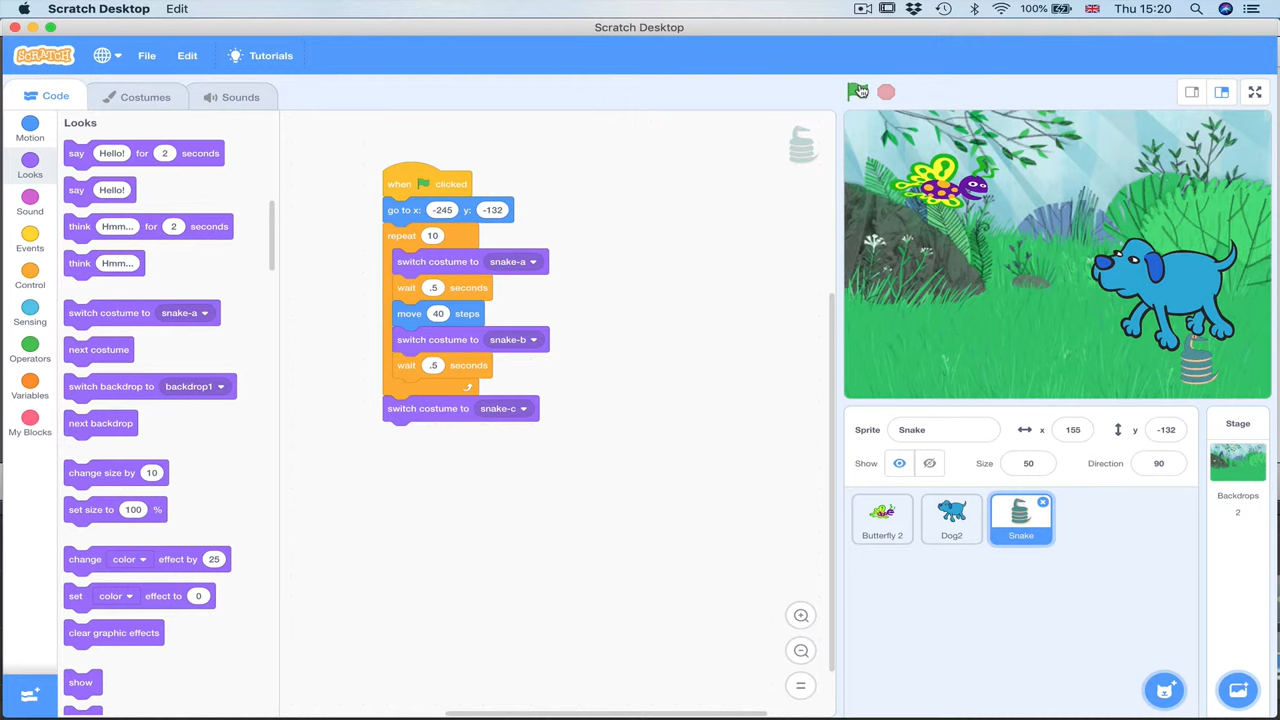 Scratch Desktop Edit 100% Thu 15:20
Scratch Desktop
SCRATCH File Edit Tutorials
Code Costumes Sounds
Motion
Looks
Sound
Events
Control
Sensing
Operators
Variables
My Blocks
Looks
say Hello! for 2 seconds
say Hello!
think Hmm... for 2 seconds
think Hmm...
switch costume to snake-a
next costume
switch backdrop to backdrop1
next backdrop
change size by 10
set size to 100 %
change color effect by 25
set color effect to 0
clear graphic effects
show
when clicked
go to x: -245 y: -132
repeat 10
switch costume to snake-a
wait .5 seconds
move 40 steps
switch costume to snake-b
wait .5 seconds
switch costume to snake-c
Sprite Snake x 155 y -132
Show Size 50 Direction 90
Butterfly 2 Dog2 Snake
Stage
Backdrops
2